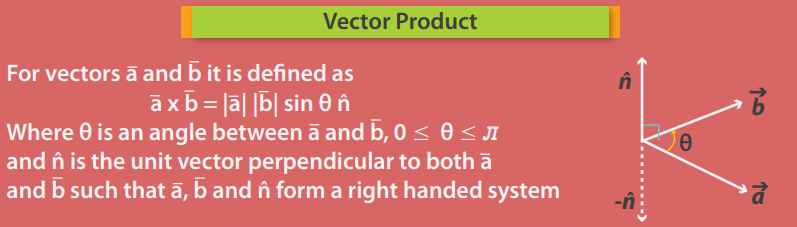 Vector Product
For vectors a̅ and b̅ it is defined as
a̅ x b̅ = |a̅| |b̅| sin θ n̂
Where θ is an angle between a̅ and b̅, 0 ≤ θ ≤ π
and n̂ is the unit vector perpendicular to both a̅
and b̅ such that a̅, b̅ and n̂ form a right handed system
n̂
b⃗
θ
a⃗
-n̂